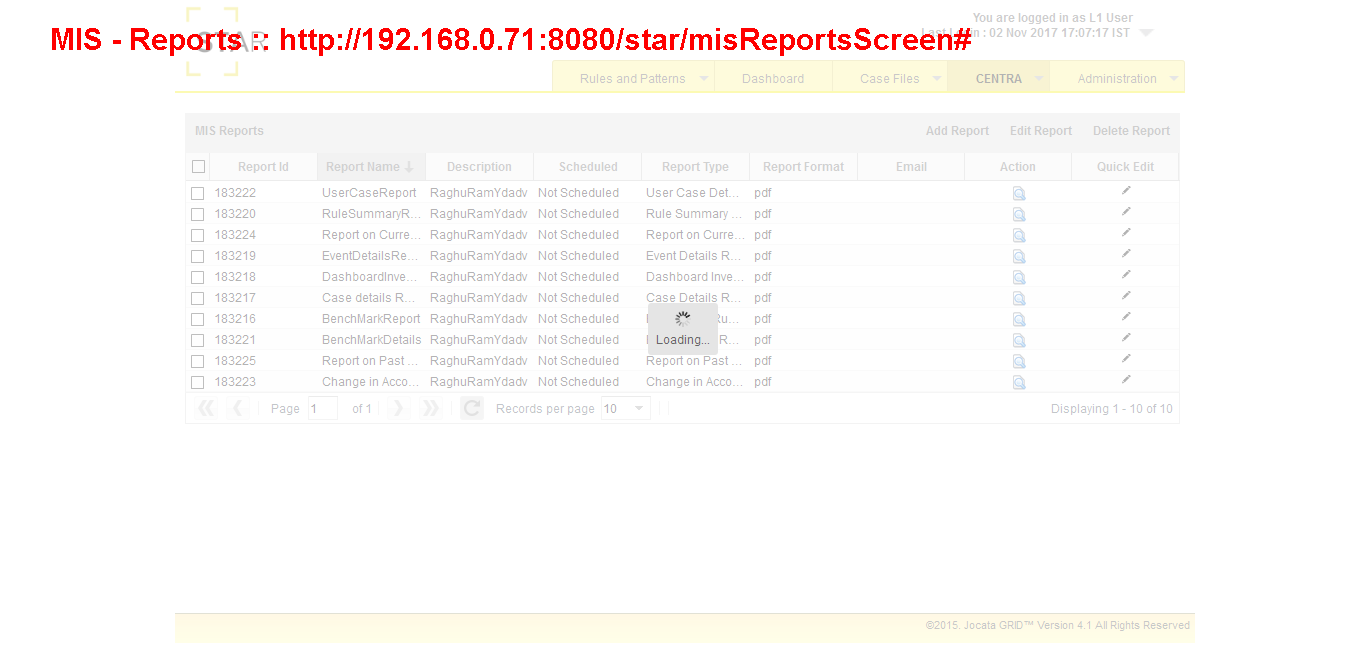 You are logged in as L1 User
MIS - Reports :: http://192.168.0.71:8080/star/misReportsScreen#
STAR
: 02 Nov 2017 17:07:17 IST
Rules and Patterns Dashboard Case Files CENTRA Administration
MIS Reports Add Report Edit Report Delete Report
Report Id Report Name Description Scheduled Report Type Report Format Email Action Quick Edit
183222 UserCaseReport RaghuRamYdadv Not Scheduled User Case Det... pdf
183220 RuleSummaryR... RaghuRamYdadv Not Scheduled Rule Summary ... pdf
183224 Report on Curre... RaghuRamYdadv Not Scheduled Report on Curre... pdf
183219 EventDetailsRe... RaghuRamYdadv Not Scheduled Event Details R... pdf
183218 DashboardInve... RaghuRamYdadv Not Scheduled Dashboard Inve... pdf
183217 Case details R... RaghuRamYdadv Not Scheduled Case Details R... pdf
183216 BenchMarkReport RaghuRamYdadv Not Scheduled pdf
183221 BenchMarkDetails RaghuRamYdadv Not Scheduled Loading... R... pdf
183225 Report on Past ... RaghuRamYdadv Not Scheduled Report on Past ... pdf
183223 Change in Acco... RaghuRamYdadv Not Scheduled Change in Acco... pdf
Page 1 of 1 Records per page 10 Displaying 1 - 10 of 10
©2015. Jocata GRID™ Version 4.1 All Rights Reserved